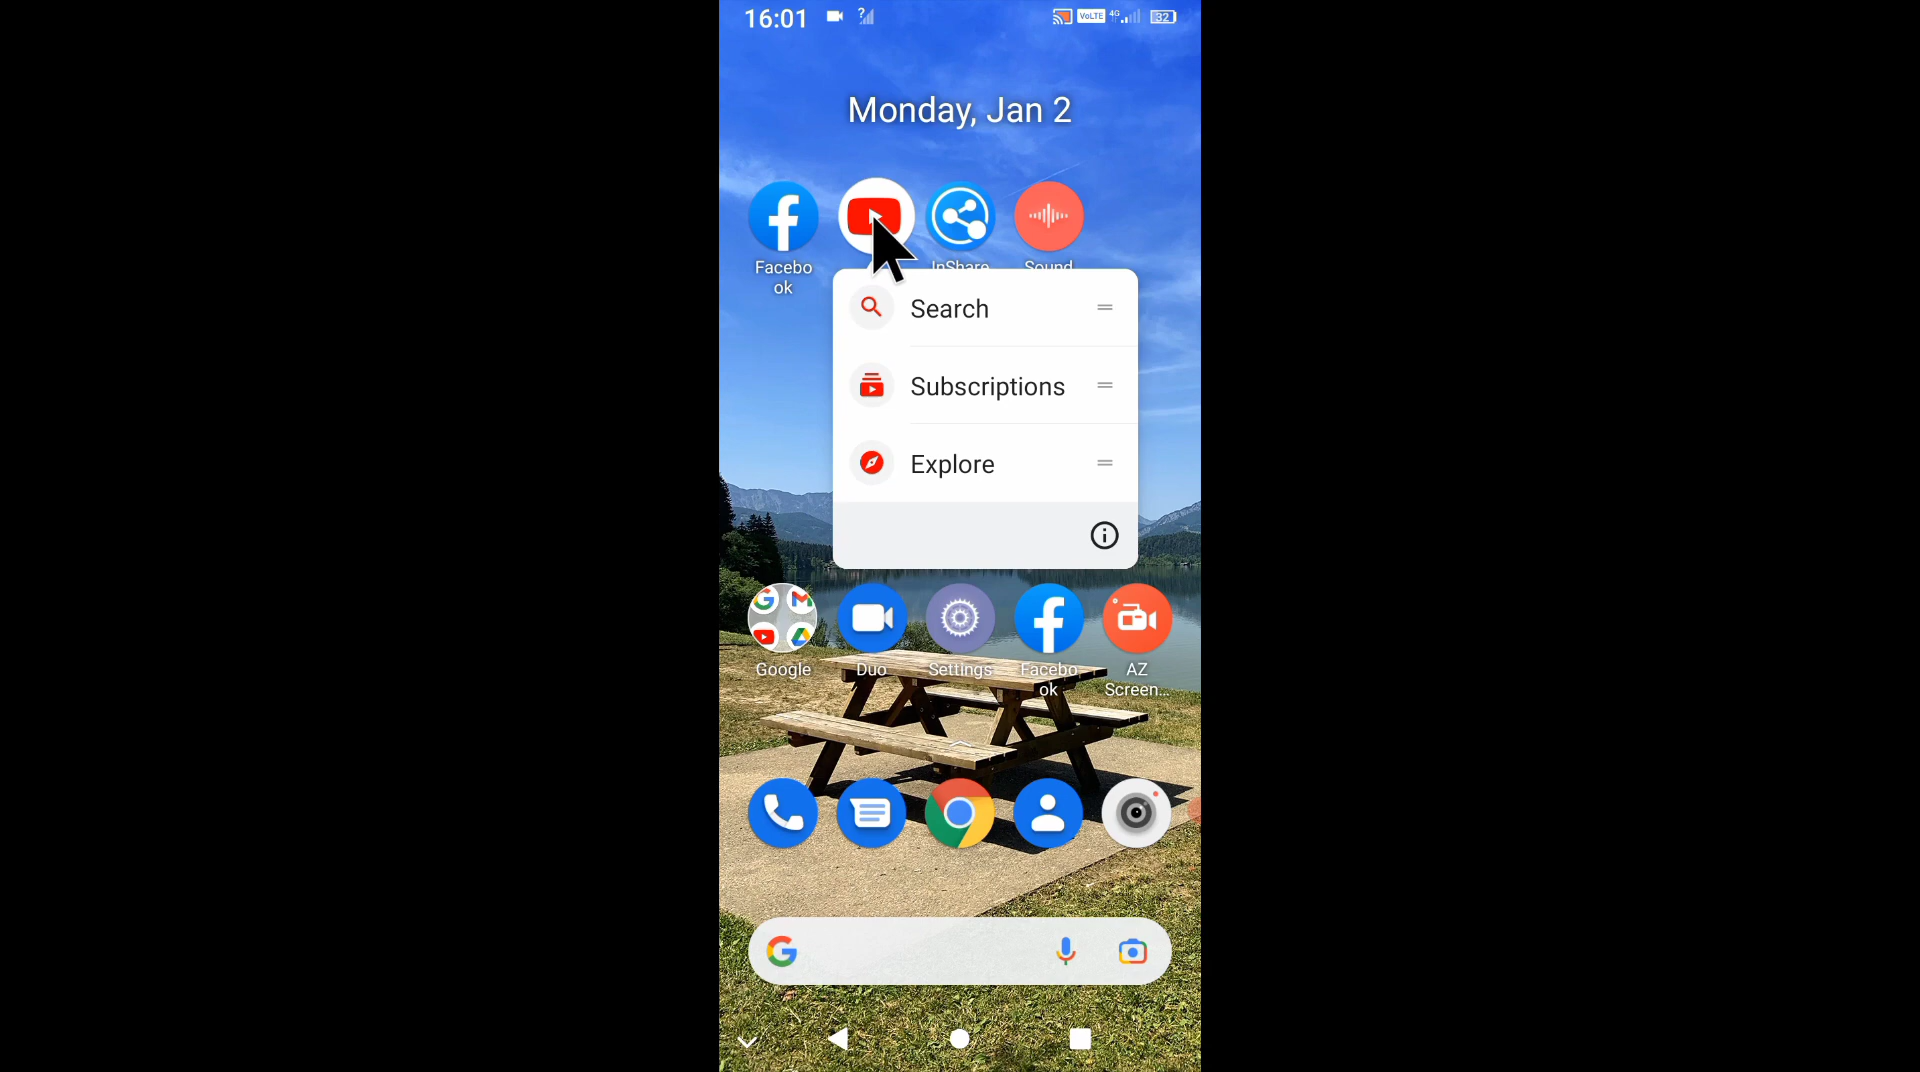 16:01
? VoLTE 4G 32
Monday, Jan 2
Facebo
ok
InShare
Sound
Search
Subscriptions
Explore
Google
Duo
Settings
Facebo
ok
AZ
Screen...